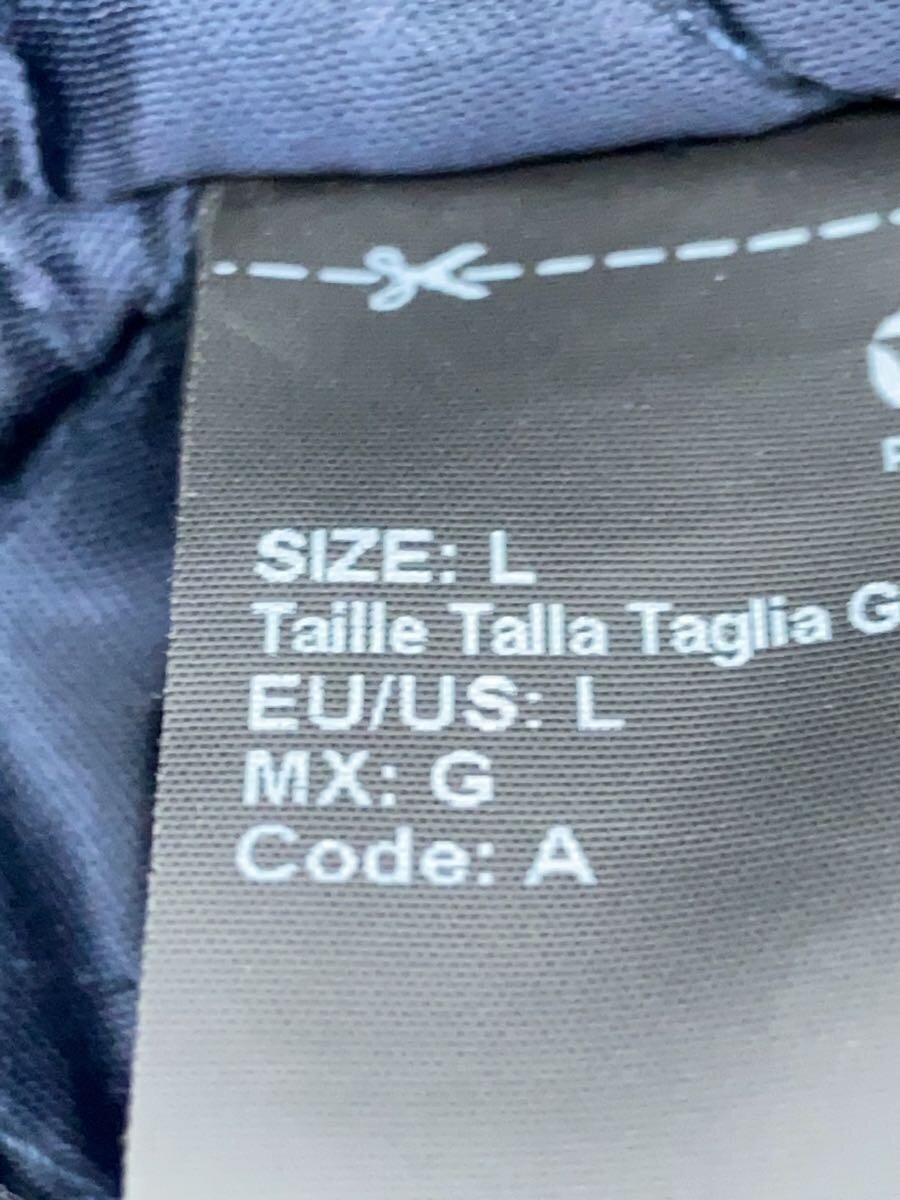 SIZE: L
Taille Talla Taglia G
EU/US: L
MX: G
Code: A